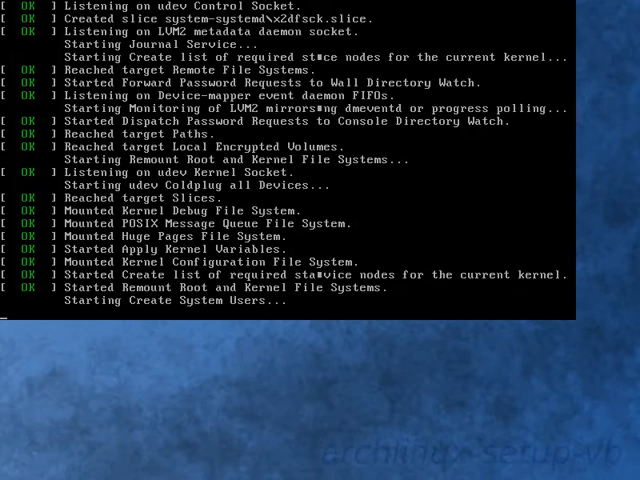 [ OK ] Listening on udev Control Socket.
[ OK ] Created slice system-systemd\x2dfsck.slice.
[ OK ] Listening on LVM2 metadata daemon socket.
Starting Journal Service...
Starting Create list of required st*ce nodes for the current kernel...
[ OK ] Reached target Remote File Systems.
[ OK ] Started Forward Password Requests to Wall Directory Watch.
[ OK ] Listening on Device-mapper event daemon FIFOs.
Starting Monitoring of LVM2 mirrors*ng dmeventd or progress polling...
[ OK ] Started Dispatch Password Requests to Console Directory Watch.
[ OK ] Reached target Paths.
[ OK ] Reached target Local Encrypted Volumes.
Starting Remount Root and Kernel File Systems...
[ OK ] Listening on udev Kernel Socket.
Starting udev Coldplug all Devices...
[ OK ] Reached target Slices.
[ OK ] Mounted Kernel Debug File System.
[ OK ] Mounted POSIX Message Queue File System.
[ OK ] Mounted Huge Pages File System.
[ OK ] Started Apply Kernel Variables.
[ OK ] Mounted Kernel Configuration File System.
[ OK ] Started Create list of required sta*vice nodes for the current kernel.
[ OK ] Started Remount Root and Kernel File Systems.
Starting Create System Users...
archlinux-setup-vb